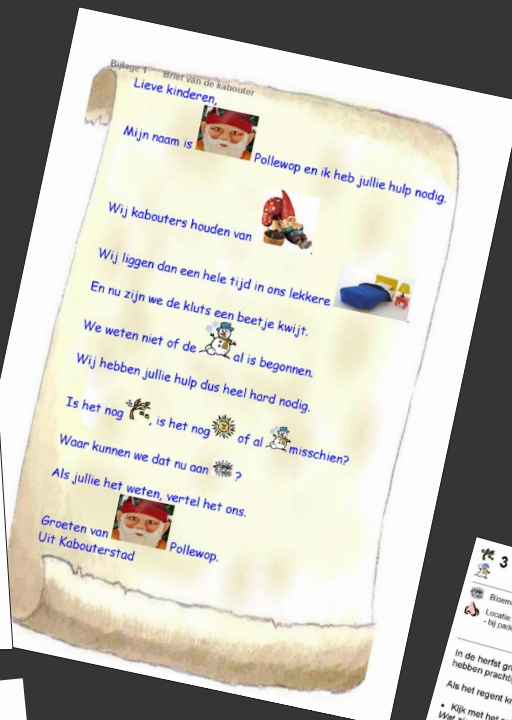 Bijlage 1 Brief van de kabouter
Lieve kinderen,
Mijn naam is Pollewop en ik heb jullie hulp nodig.
Wij kabouters houden van .
Wij liggen dan een hele tijd in ons lekkere .
En nu zijn we de kluts een beetje kwijt.
We weten niet of de al is begonnen.
Wij hebben jullie hulp dus heel hard nodig.
Is het nog , is het nog of al misschien?
Waar kunnen we dat nu aan ?
Als jullie het weten, vertel het ons.
Groeten van Pollewop.
Uit Kabouterstad
3
Bloem
Locatie
- bij pad
In de herfst gr
hebben prachti
Als het regent k
• Kijk met het